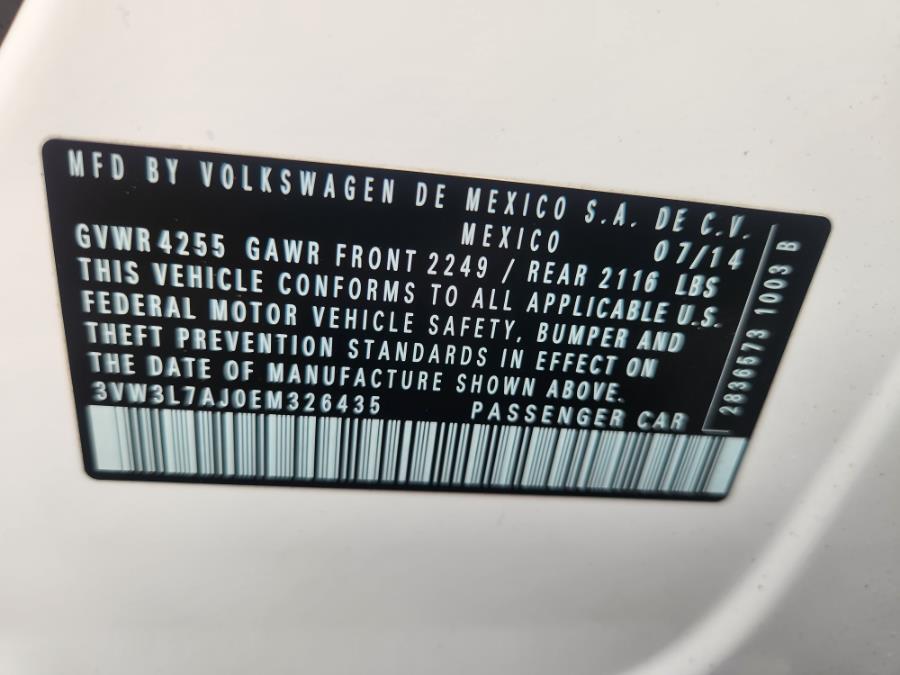 MFD BY VOLKSWAGEN DE MEXICO S.A. DE C.V.
MEXICO 07/14
GVWR 4255 GAWR FRONT 2249 / REAR 2116 LBS
THIS VEHICLE CONFORMS TO ALL APPLICABLE U.S.
FEDERAL MOTOR VEHICLE SAFETY, BUMPER AND
THEFT PREVENTION STANDARDS IN EFFECT ON
THE DATE OF MANUFACTURE SHOWN ABOVE.
3VW3L7AJ0EM326435 PASSENGER CAR
2836573 1003 B